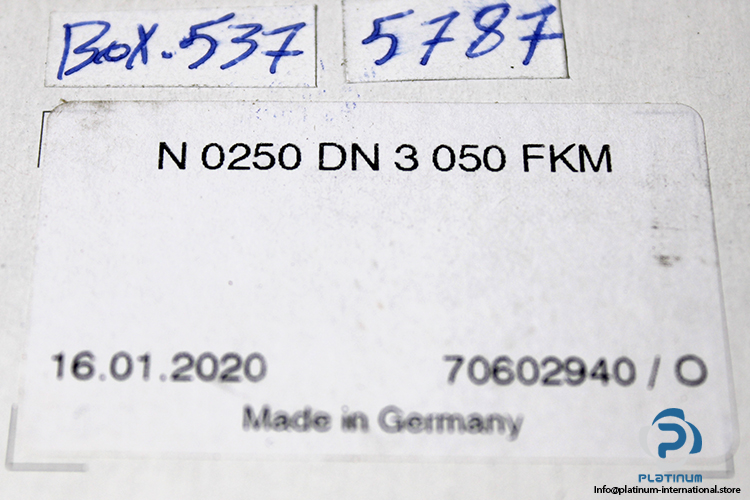 Box.537 5787
N 0250 DN 3 050 FKM
16.01.2020 70602940 / O
Made in Germany
PLATINUM
Info@platinum-international.store